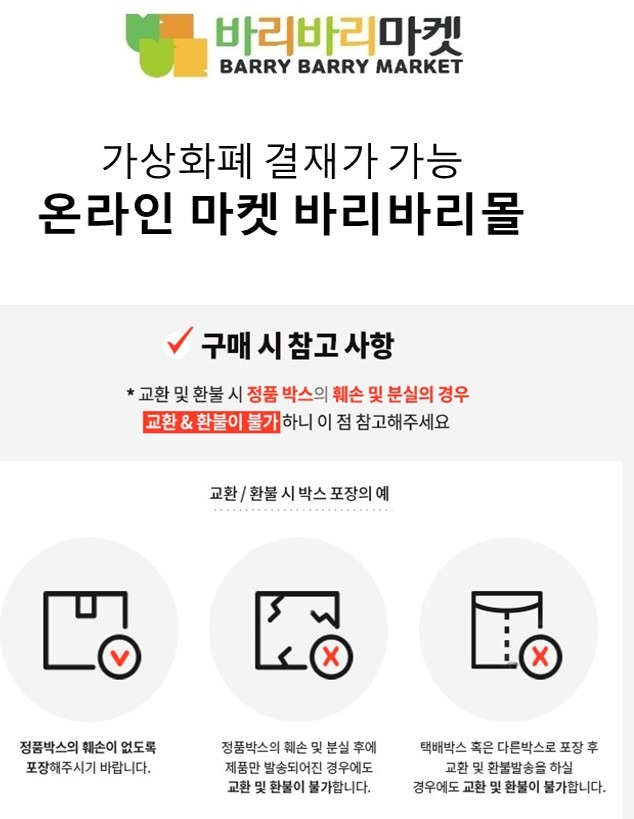 바리바리마켓
BARRY BARRY MARKET
가상화폐 결재가 가능
온라인 마켓 바리바리몰
구매 시 참고 사항
* 교환 및 환불 시 정품 박스의 훼손 및 분실의 경우
교환 & 환불이 불가하니 이 점 참고해주세요
교환 / 환불 시 박스 포장의 예
정품박스의 훼손이 없도록
포장해주시기 바랍니다.
정품박스의 훼손 및 분실 후에
제품만 발송되어진 경우에도
교환 및 환불이 불가합니다.
택배박스 혹은 다른박스로 포장 후
교환 및 환불발송을 하실
경우에도 교환 및 환불이 불가합니다.